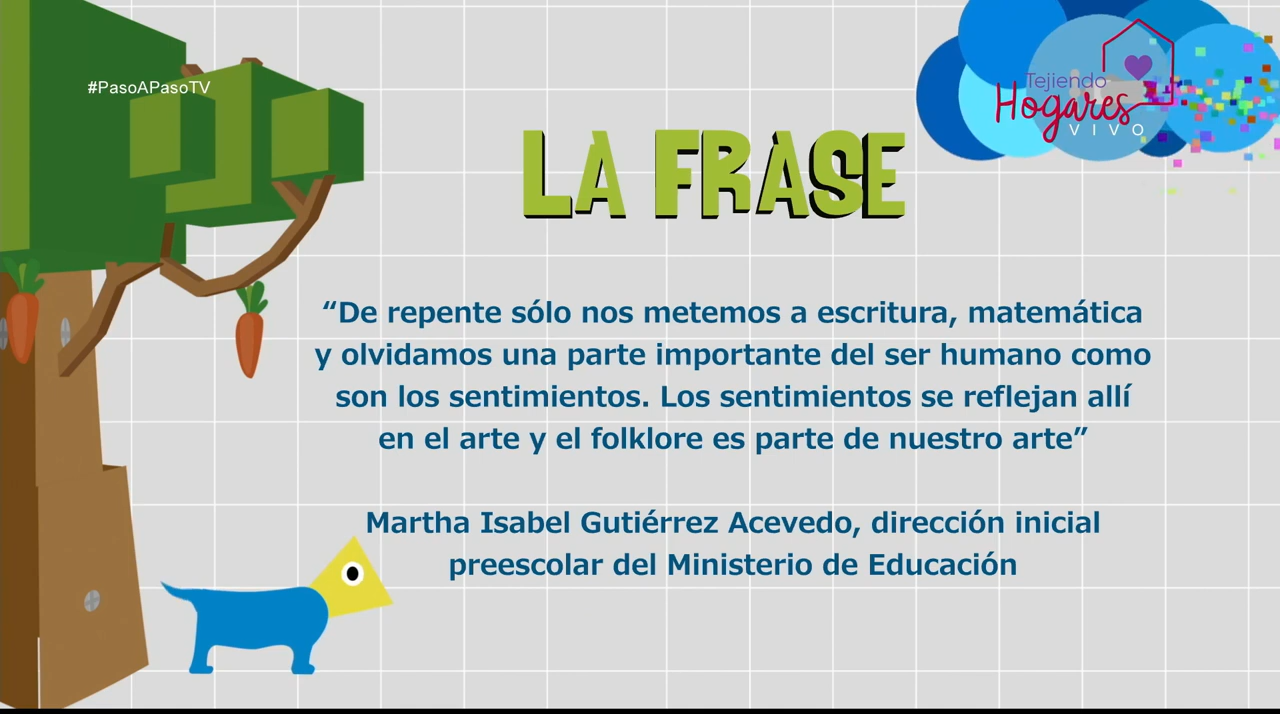 #PasoAPasoTV
Tejiendo
Hogares
VIVO
LA FRASE
“De repente sólo nos metemos a escritura, matemática
y olvidamos una parte importante del ser humano como
son los sentimientos. Los sentimientos se reflejan allí
en el arte y el folklore es parte de nuestro arte”
Martha Isabel Gutiérrez Acevedo, dirección inicial
preescolar del Ministerio de Educación